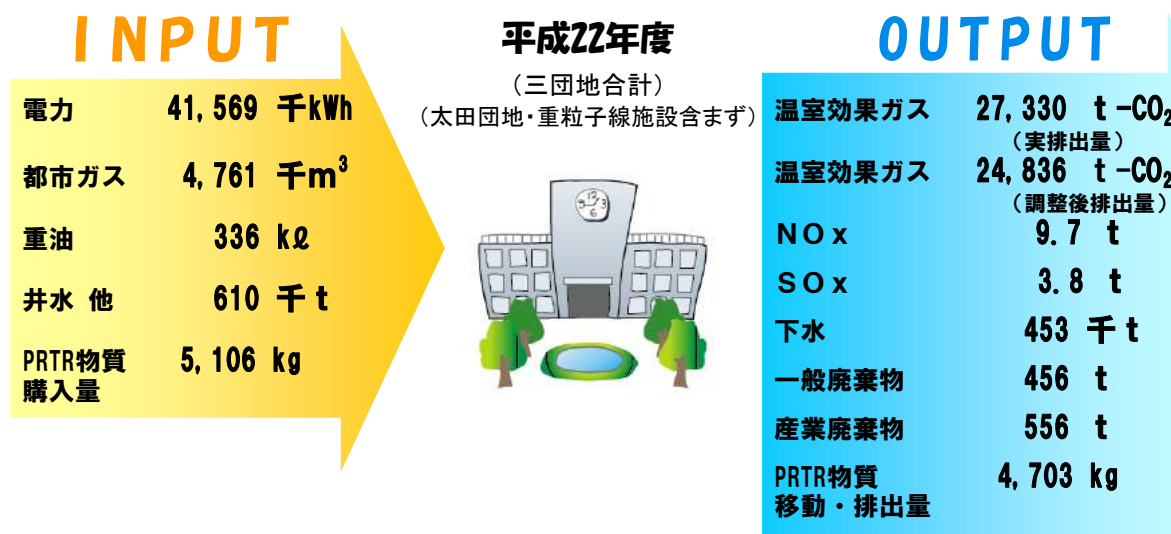 INPUT
電力 41,569 千kWh
都市ガス 4,761 千m³
重油 336 kℓ
井水 他 610 千t
PRTR物質 5,106 kg
購入量
平成22年度
（三団地合計）
（太田団地・重粒子線施設含まず）
12
9 3
6
OUTPUT
温室効果ガス 27,330 t-CO₂
（実排出量）
温室効果ガス 24,836 t-CO₂
（調整後排出量）
NOx 9.7 t
SOx 3.8 t
下水 453 千t
一般廃棄物 456 t
産業廃棄物 556 t
PRTR物質 4,703 kg
移動・排出量